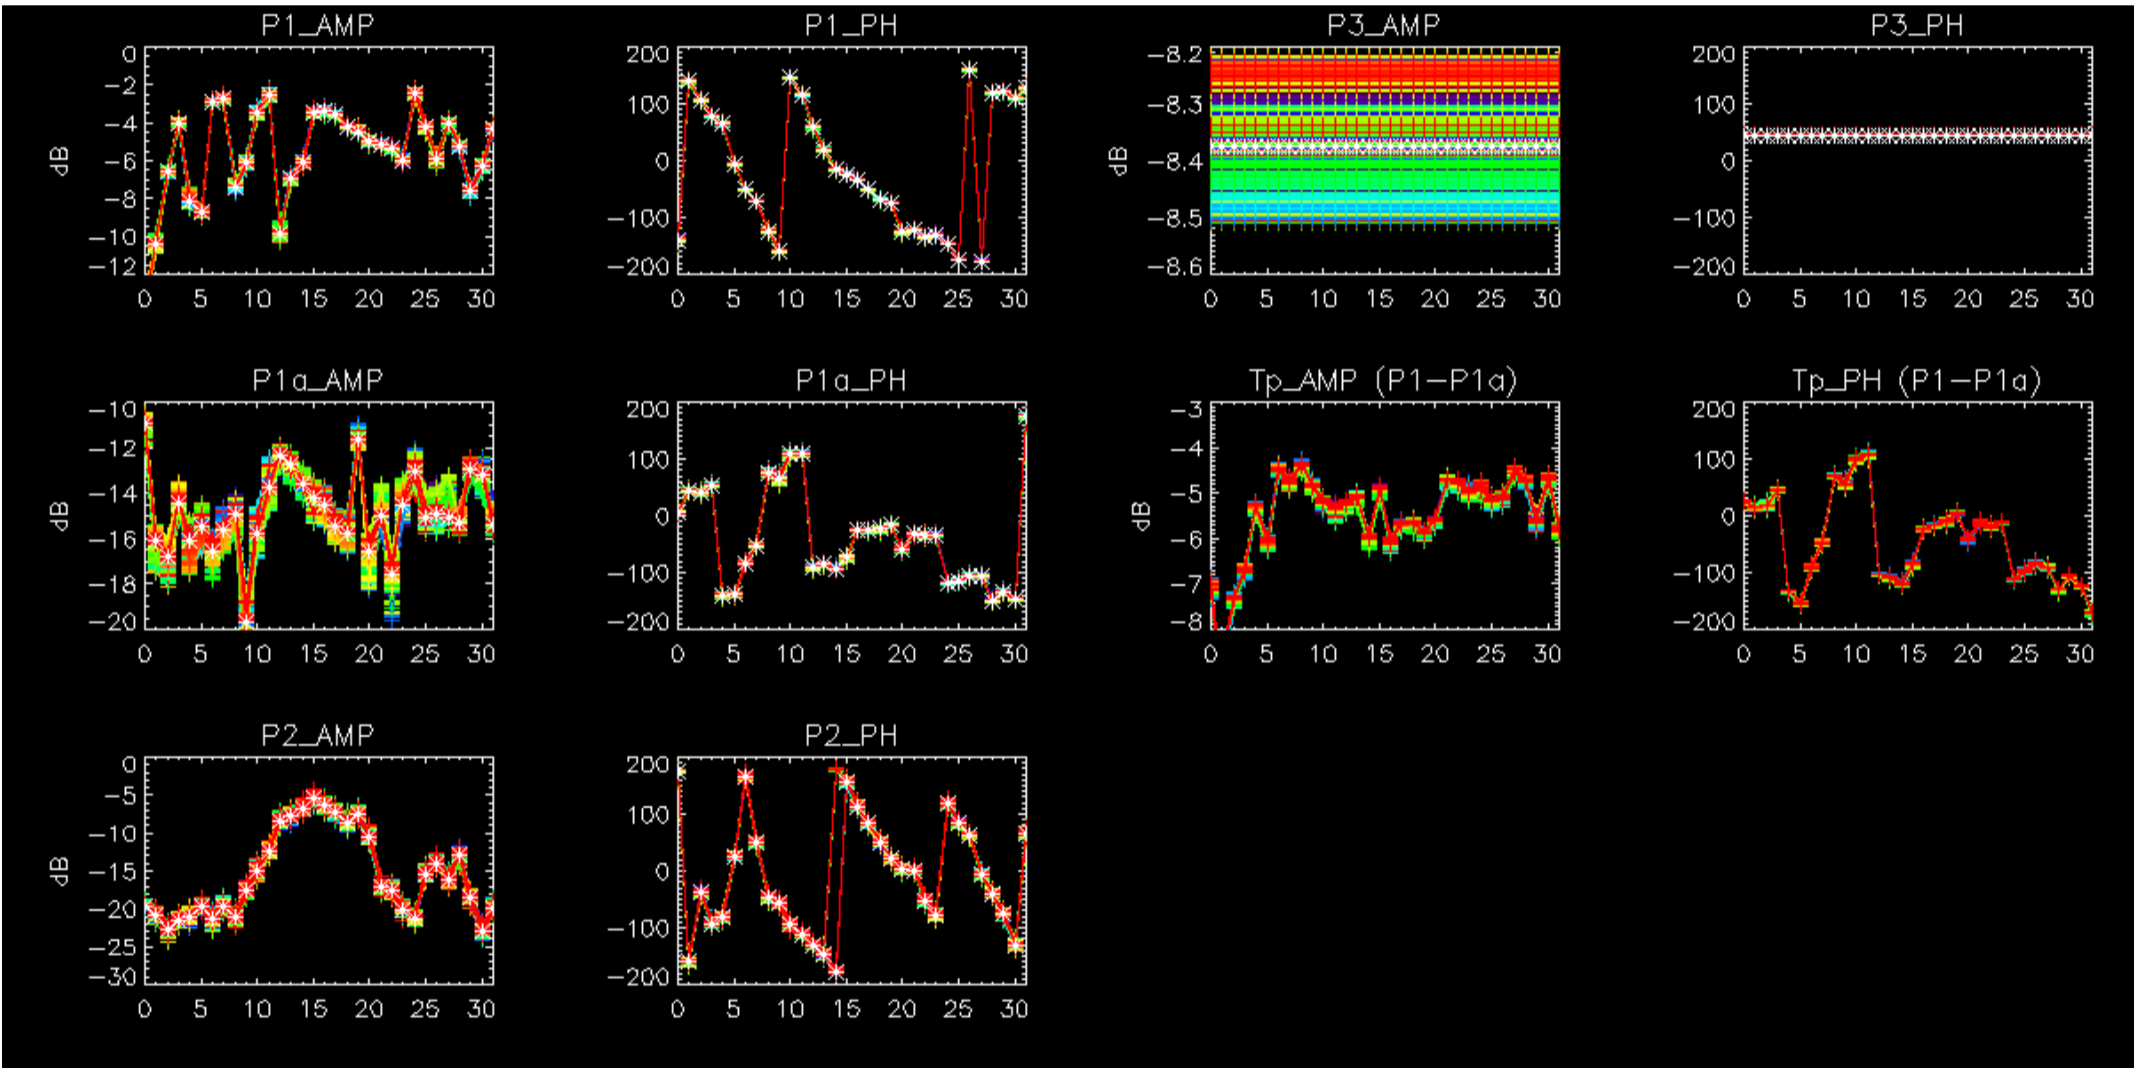 P1_AMP
0
−2
−4
−6
−8
−10
−12
dB
0 5 10 15 20 25 30
P1_PH
200
100
0
−100
−200
0 5 10 15 20 25 30
P3_AMP
−8.2
−8.3
−8.4
−8.5
−8.6
dB
0 5 10 15 20 25 30
P3_PH
200
100
0
−100
−200
0 5 10 15 20 25 30
P1a_AMP
−10
−12
−14
−16
−18
−20
dB
0 5 10 15 20 25 30
P1a_PH
200
100
0
−100
−200
0 5 10 15 20 25 30
Tp_AMP (P1−P1a)
−3
−4
−5
−6
−7
−8
dB
0 5 10 15 20 25 30
Tp_PH (P1−P1a)
200
100
0
−100
−200
0 5 10 15 20 25 30
P2_AMP
0
−5
−10
−15
−20
−25
−30
dB
0 5 10 15 20 25 30
P2_PH
200
100
0
−100
−200
0 5 10 15 20 25 30